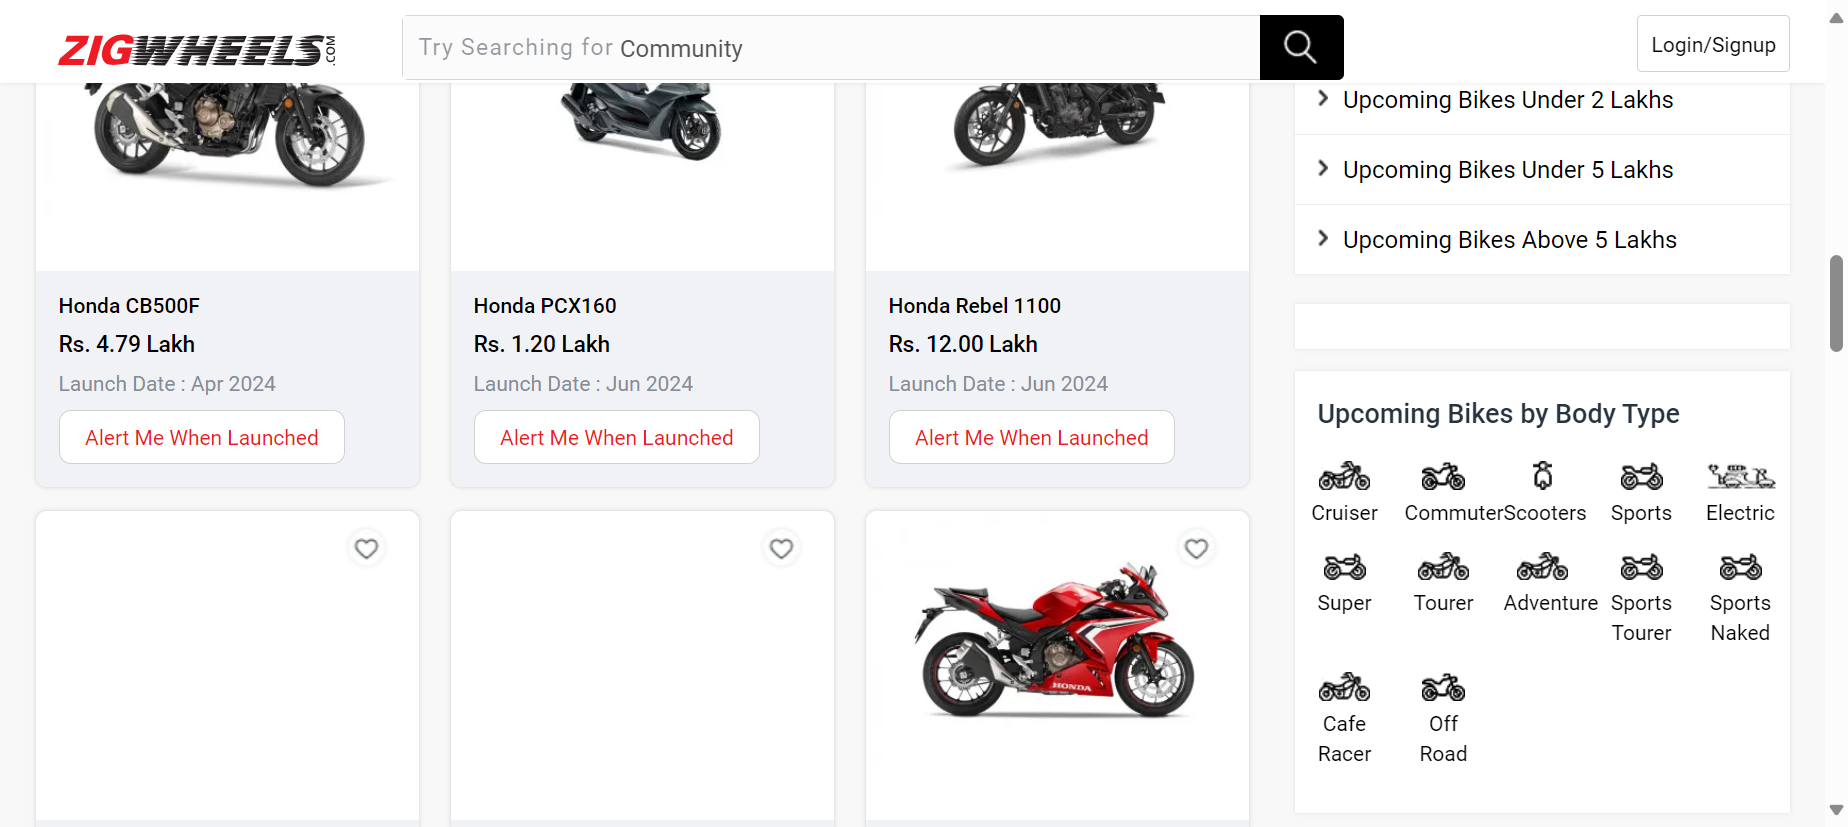 ZIGWHEELS.COM
Try Searching for Community
Login/Signup
Honda CB500F
Rs. 4.79 Lakh
Launch Date : Apr 2024
Alert Me When Launched
Honda PCX160
Rs. 1.20 Lakh
Launch Date : Jun 2024
Alert Me When Launched
Honda Rebel 1100
Rs. 12.00 Lakh
Launch Date : Jun 2024
Alert Me When Launched
HONDA
Upcoming Bikes Under 2 Lakhs
Upcoming Bikes Under 5 Lakhs
Upcoming Bikes Above 5 Lakhs
Upcoming Bikes by Body Type
Cruiser
Commuter
Scooters
Sports
Electric
Super
Tourer
Adventure
Sports
Tourer
Sports
Naked
Cafe
Racer
Off
Road